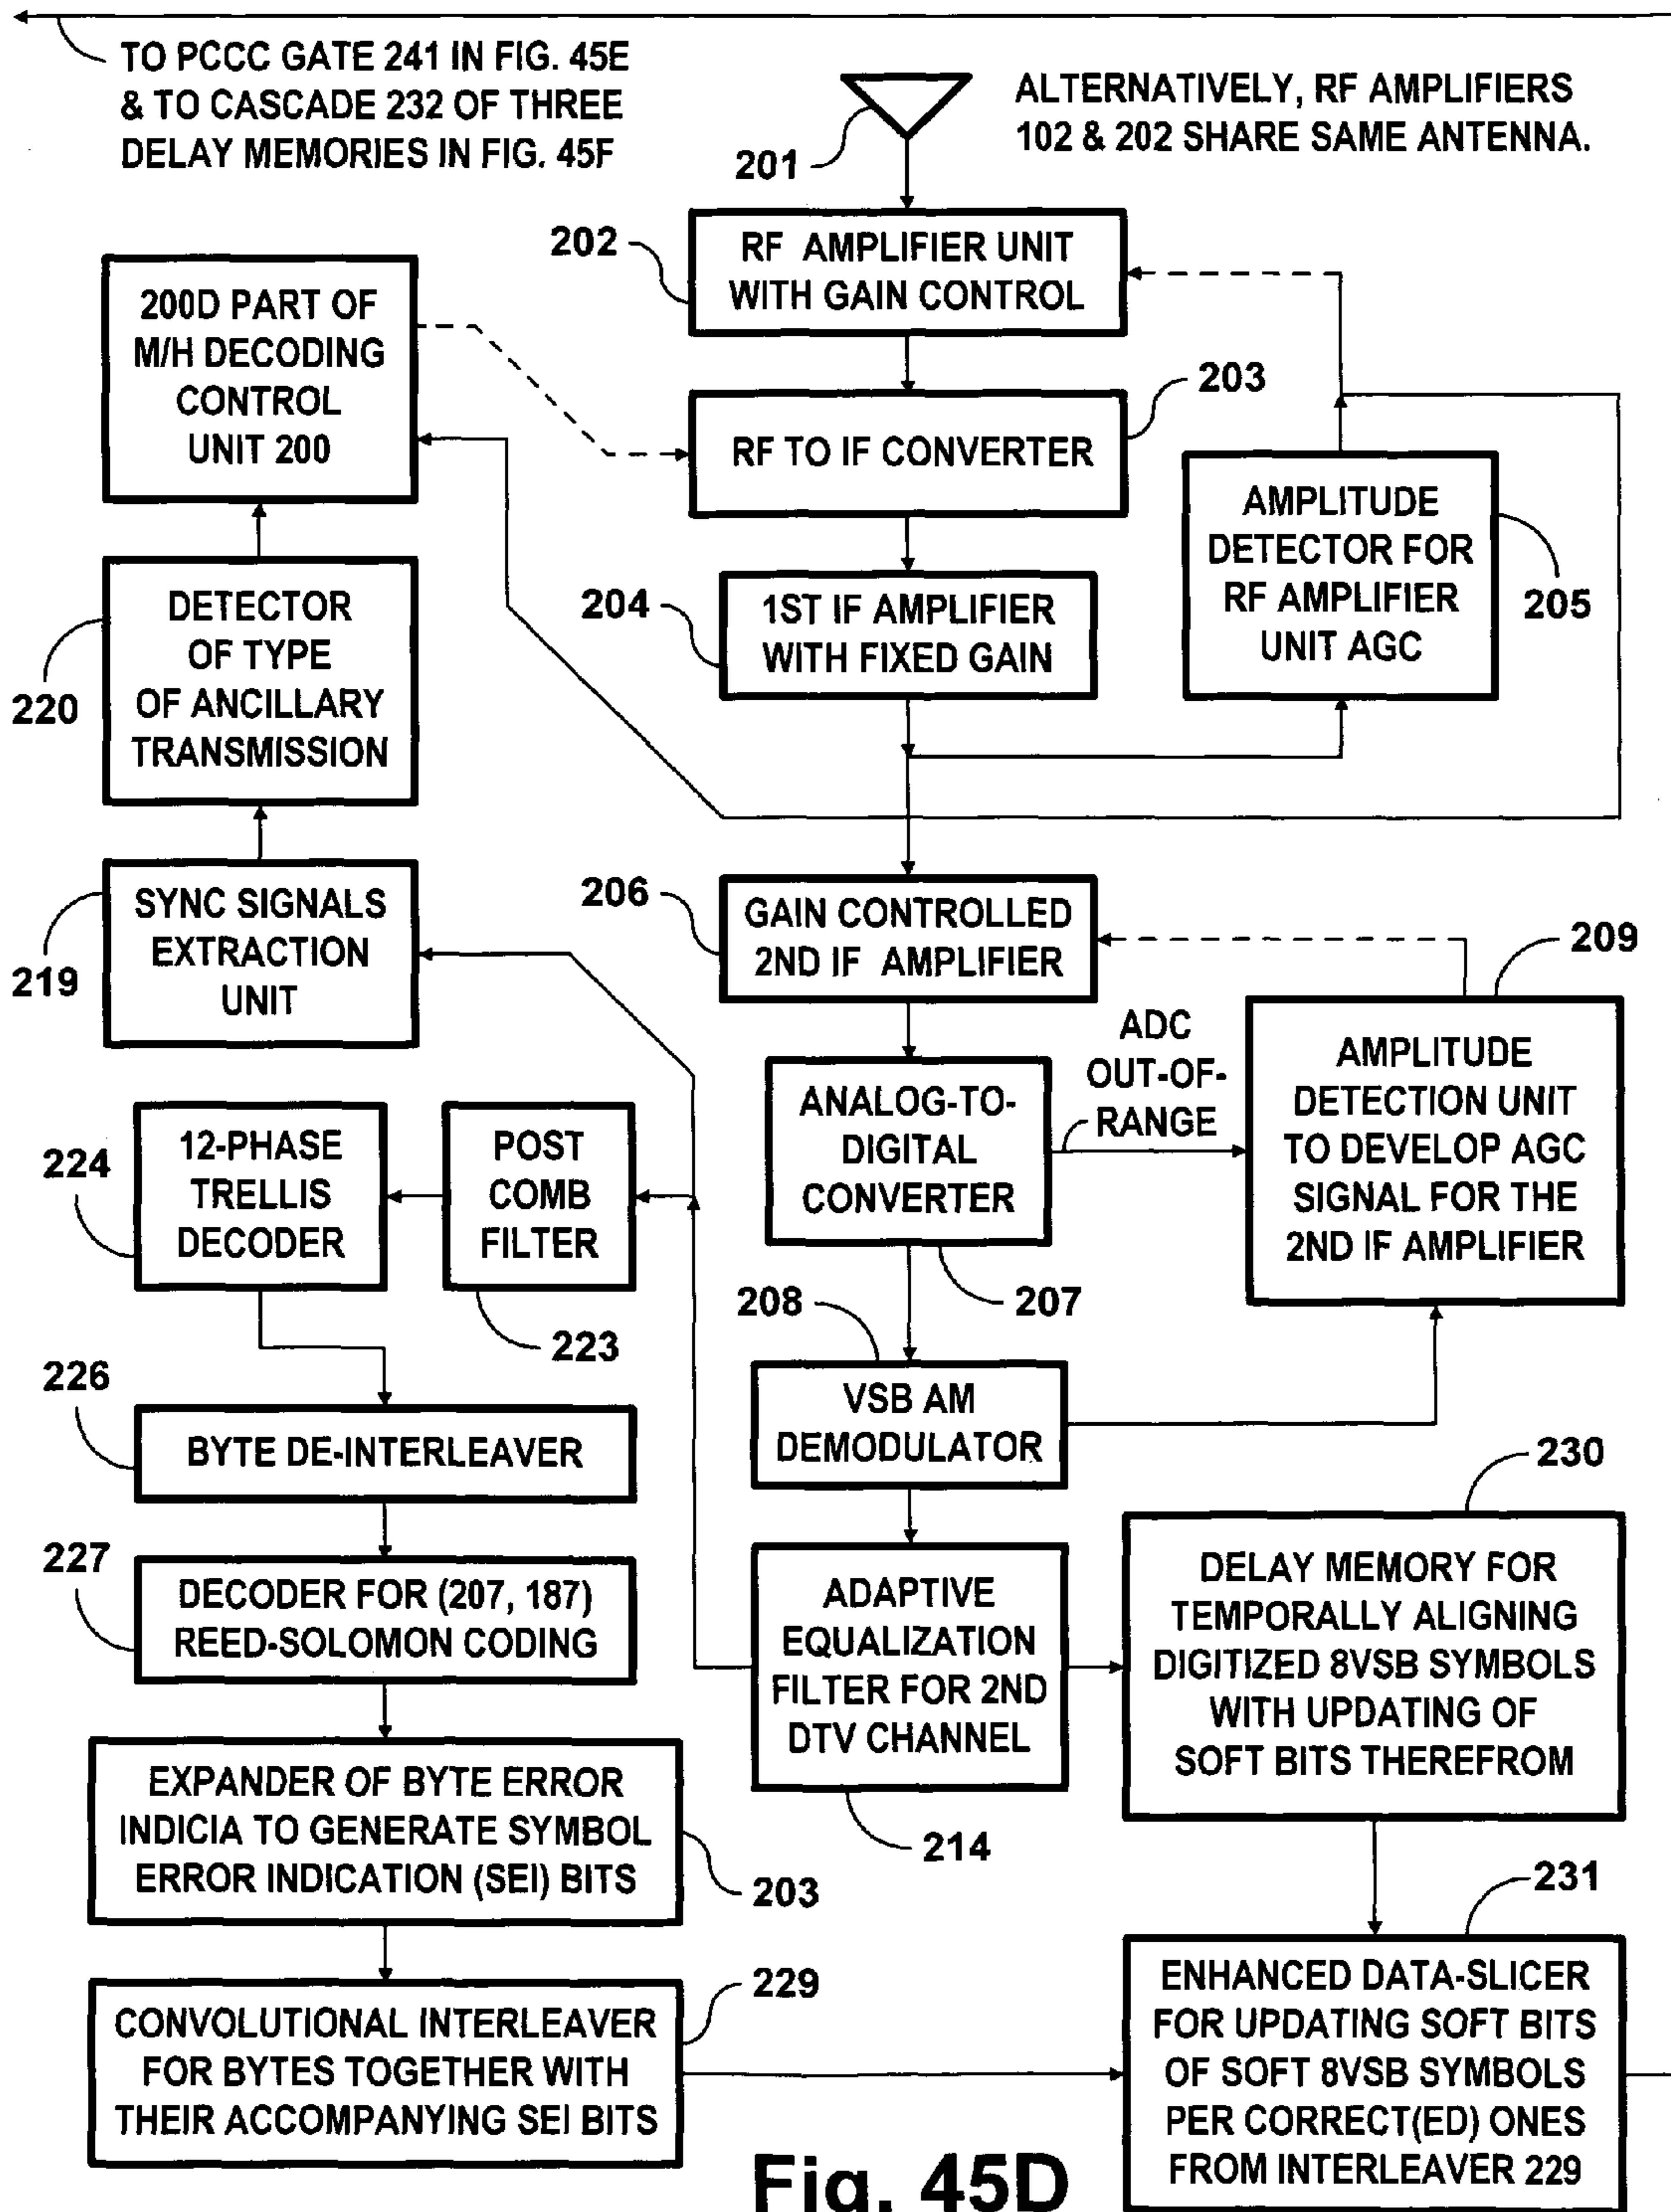 TO PCCC GATE 241 IN FIG. 45E
& TO CASCADE 232 OF THREE
DELAY MEMORIES IN FIG. 45F
ALTERNATIVELY, RF AMPLIFIERS
102 & 202 SHARE SAME ANTENNA.
201
202
RF AMPLIFIER UNIT
WITH GAIN CONTROL
200D PART OF
M/H DECODING
CONTROL
UNIT 200
203
RF TO IF CONVERTER
AMPLITUDE
DETECTOR FOR
RF AMPLIFIER
UNIT AGC
205
204
1ST IF AMPLIFIER
WITH FIXED GAIN
DETECTOR
OF TYPE
OF ANCILLARY
TRANSMISSION
220
SYNC SIGNALS
EXTRACTION
UNIT
219
206
GAIN CONTROLLED
2ND IF AMPLIFIER
209
ADC
OUT-OF-
RANGE
AMPLITUDE
DETECTION UNIT
TO DEVELOP AGC
SIGNAL FOR THE
2ND IF AMPLIFIER
ANALOG-TO-
DIGITAL
CONVERTER
207
224
12-PHASE
TRELLIS
DECODER
POST
COMB
FILTER
223
208
VSB AM
DEMODULATOR
226
BYTE DE-INTERLEAVER
230
227
DECODER FOR (207, 187)
REED-SOLOMON CODING
ADAPTIVE
EQUALIZATION
FILTER FOR 2ND
DTV CHANNEL
214
DELAY MEMORY FOR
TEMPORALLY ALIGNING
DIGITIZED 8VSB SYMBOLS
WITH UPDATING OF
SOFT BITS THEREFROM
EXPANDER OF BYTE ERROR
INDICIA TO GENERATE SYMBOL
ERROR INDICATION (SEI) BITS
203
231
229
CONVOLUTIONAL INTERLEAVER
FOR BYTES TOGETHER WITH
THEIR ACCOMPANYING SEI BITS
ENHANCED DATA-SLICER
FOR UPDATING SOFT BITS
OF SOFT 8VSB SYMBOLS
PER CORRECT(ED) ONES
FROM INTERLEAVER 229
Fig. 45D